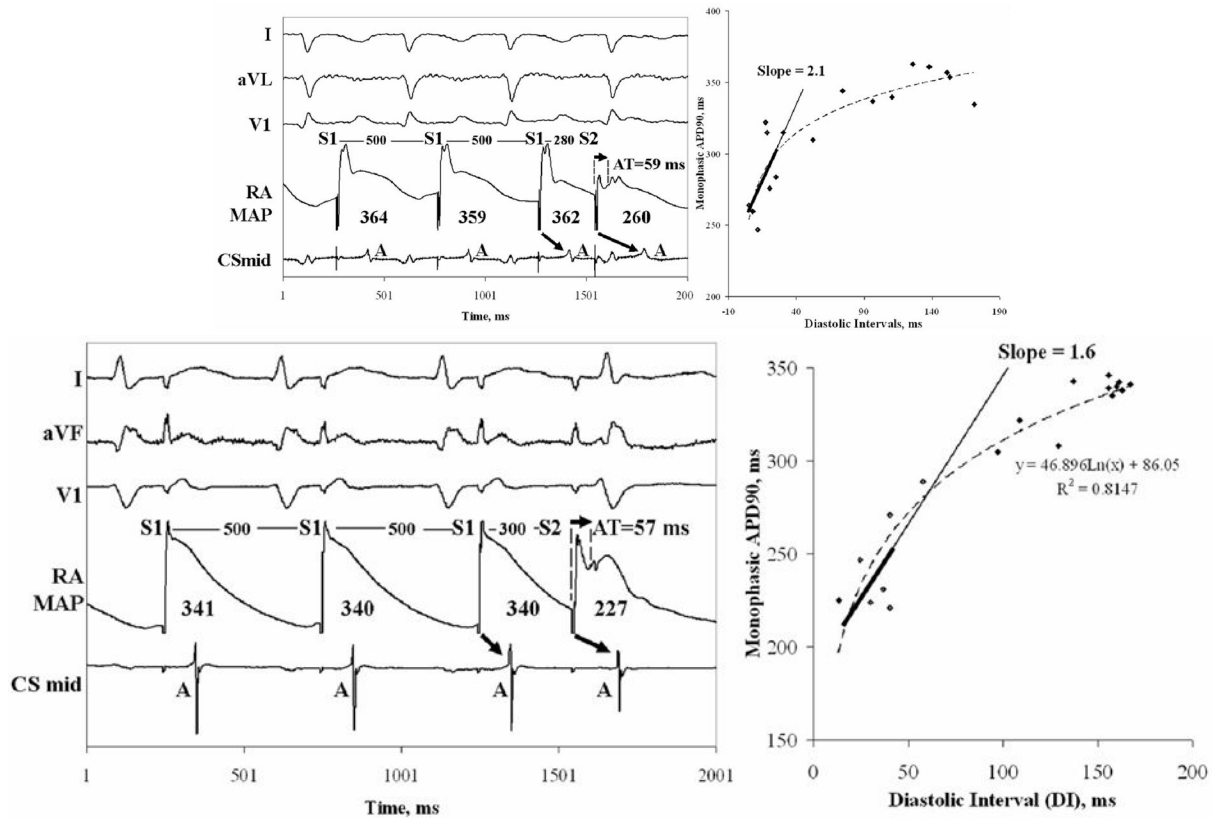 I
aVL
V1
S1 500 S1 500 S1-280 S2
AT=59 ms
RA
MAP
364 359 362 260
A A A A
CSmid
1 501 1001 1501 200
Time, ms
Slope = 2.1
Monophasic APD90, ms
400
350
300
250
200
-10 40 90 140 190
Diastolic Intervals, ms
I
aVF
V1
S1 500 S1 500 S1 -300 -S2 AT=57 ms
RA
MAP
341 340 340 227
CS mid
A A A A
1 501 1001 1501 2001
Time, ms
Slope = 1.6
Monophasic APD90, ms
350
300
250
200
150
y = 46.896Ln(x) + 86.05
R² = 0.8147
0 50 100 150 200
Diastolic Interval (DI), ms